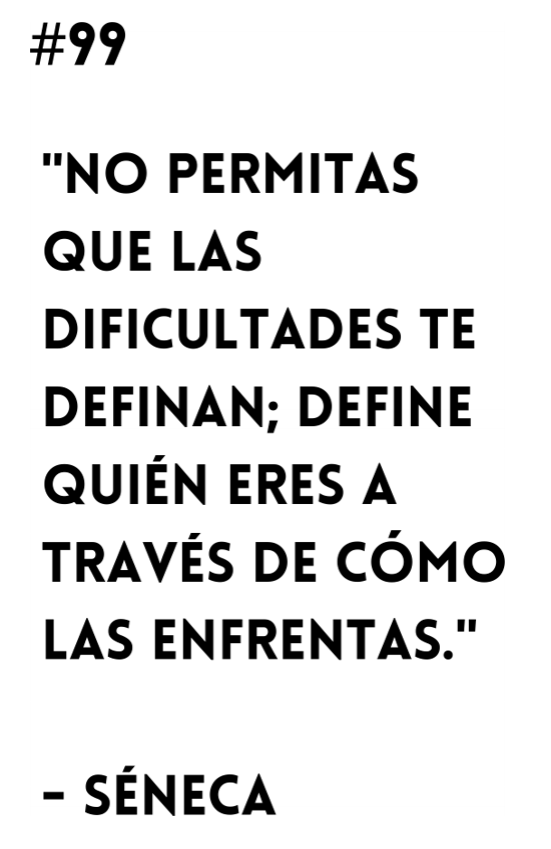 #99
"NO PERMITAS
QUE LAS
DIFICULTADES TE
DEFINAN; DEFINE
QUIÉN ERES A
TRAVÉS DE CÓMO
LAS ENFRENTAS."
- SÉNECA